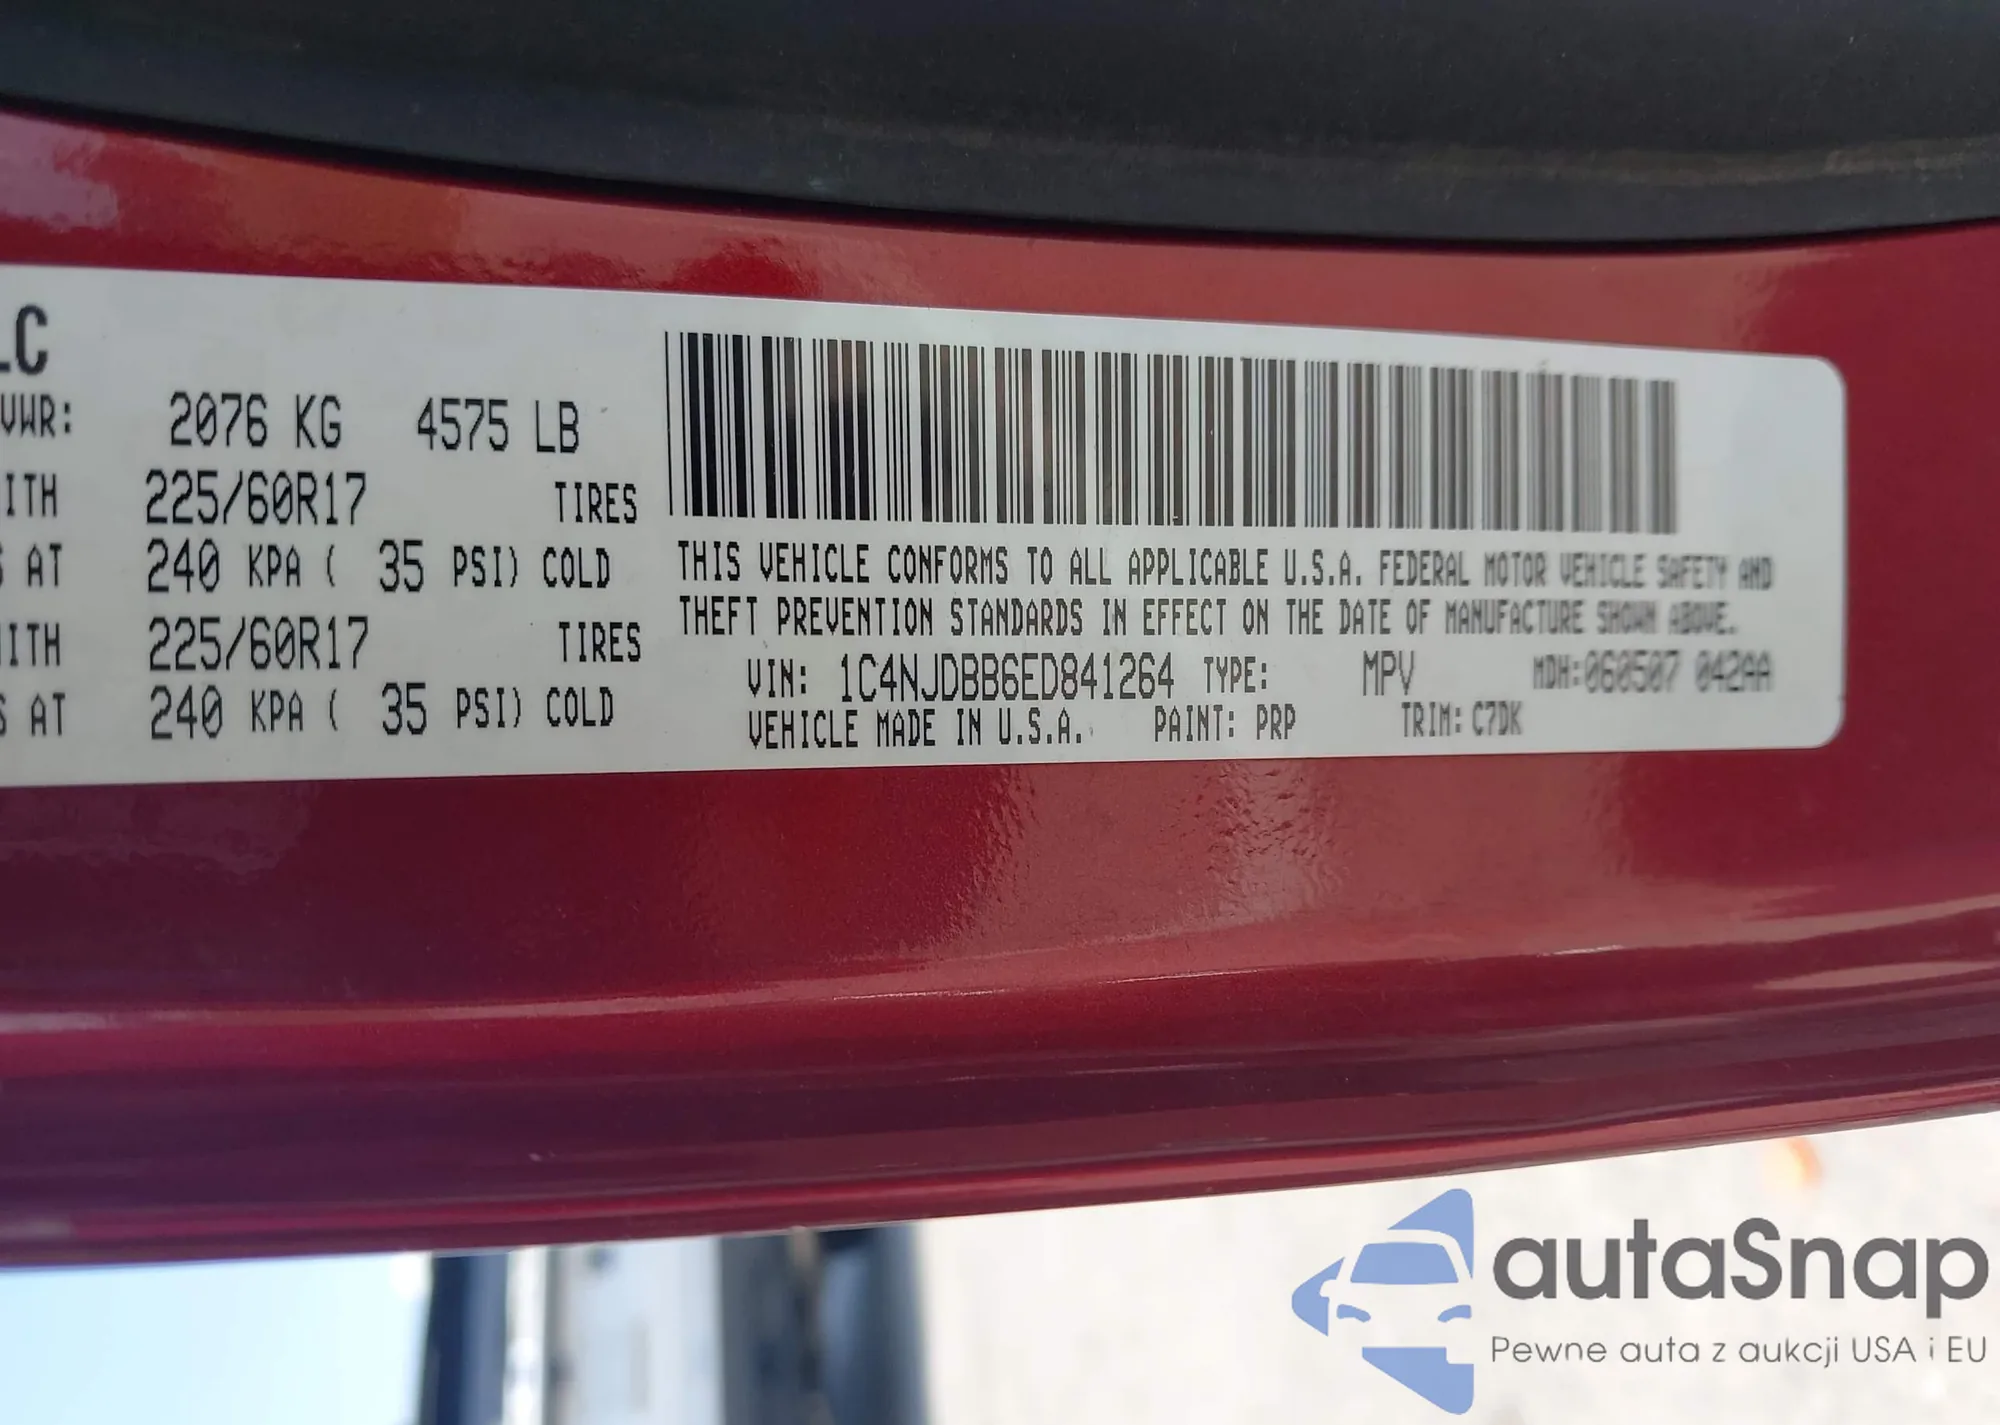 LC
VWR: 2076 KG 4575 LB
ITH 225/60R17 TIRES
S AT 240 KPA ( 35 PSI) COLD
ITH 225/60R17 TIRES
S AT 240 KPA ( 35 PSI) COLD
THIS VEHICLE CONFORMS TO ALL APPLICABLE U.S.A. FEDERAL MOTOR VEHICLE SAFETY AND
THEFT PREVENTION STANDARDS IN EFFECT ON THE DATE OF MANUFACTURE SHOWN ABOVE.
VIN: 1C4NJDBB6ED841264 TYPE: MPV MDH:060507 042AA
VEHICLE MADE IN U.S.A. PAINT: PRP TRIM: C7DK
autaSnap
Pewne auta z aukcji USA i EU